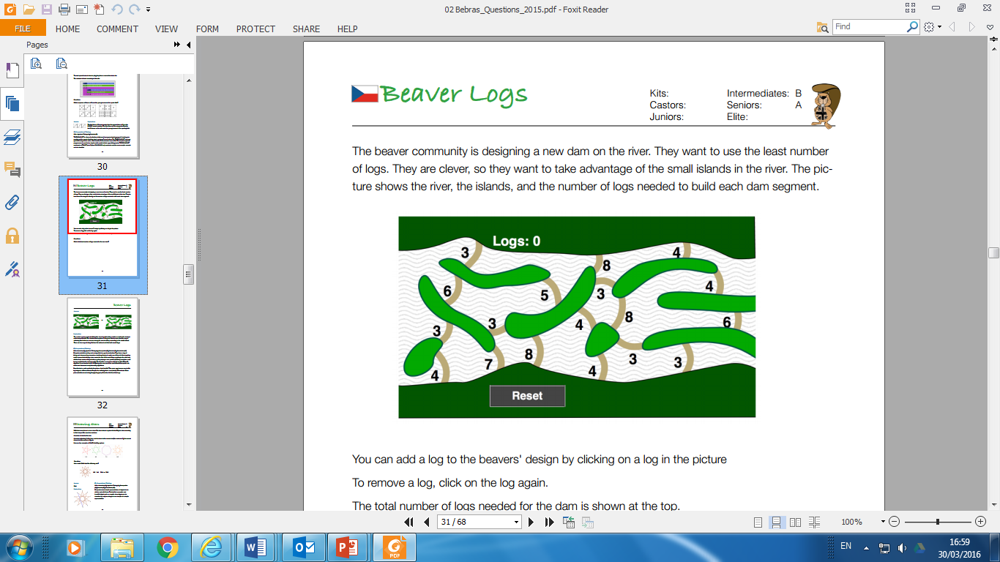 02 Bebras_Questions_2015.pdf - Foxit Reader
FILE HOME COMMENT VIEW FORM PROTECT SHARE HELP
Find
Pages
30
31
32
Beaver Logs
Kits: Intermediates: B
Castors: Seniors: A
Juniors: Elite:
The beaver community is designing a new dam on the river. They want to use the least number
of logs. They are clever, so they want to take advantage of the small islands in the river. The pic-
ture shows the river, the islands, and the number of logs needed to build each dam segment.
Logs: 0
3
4
8
6
5
3
4
3
3
4
8
6
7
8
4
4
3
3
Reset
You can add a log to the beavers' design by clicking on a log in the picture
To remove a log, click on the log again.
The total number of logs needed for the dam is shown at the top.
31 / 68
100%
EN
16:59
30/03/2016